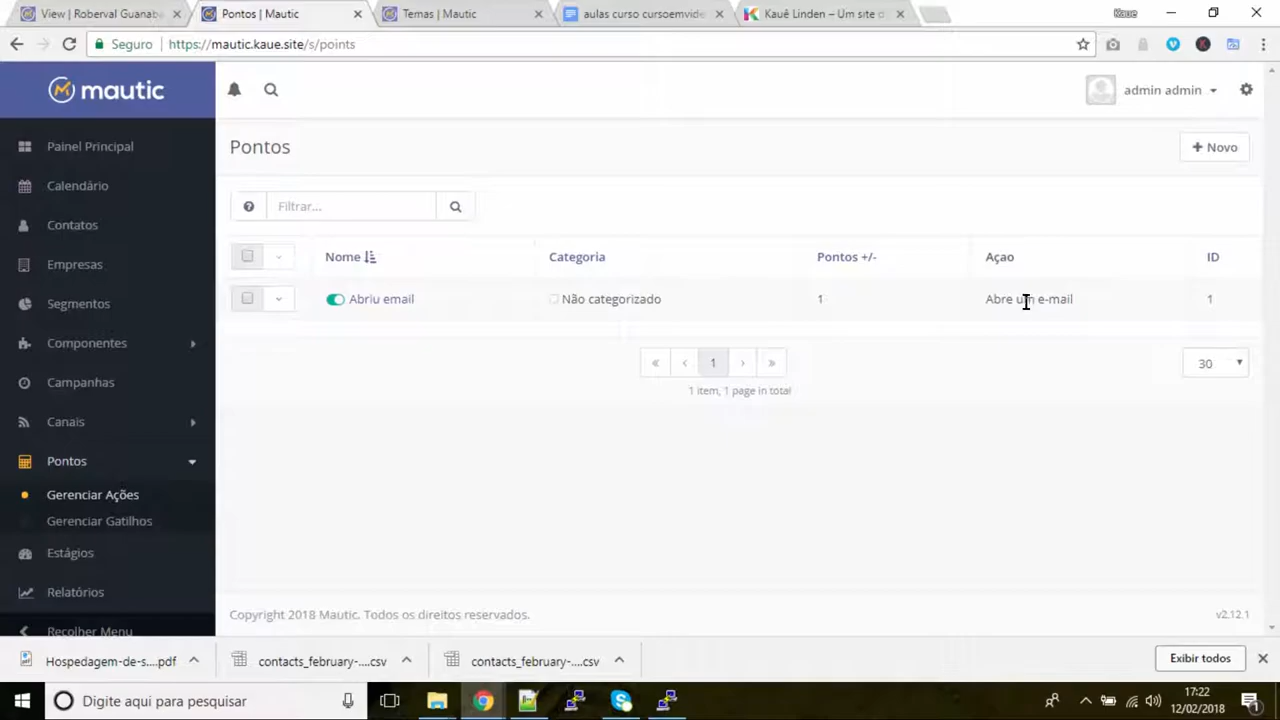 View | Roberval Guanaba
Pontos | Mautic
Temas | Mautic
aulas curso cursoemvide
Kauê Linden – Um site d
Kaue
Seguro
https://mautic.kaue.site/s/points
mautic
admin admin
Painel Principal
Calendário
Contatos
Empresas
Segmentos
Componentes
Campanhas
Canais
Pontos
Gerenciar Ações
Gerenciar Gatilhos
Estágios
Relatórios
Recolher Menu
Pontos
+ Novo
Filtrar...
Nome
Categoria
Pontos +/-
Açao
ID
Abriu email
Não categorizado
1
Abre um e-mail
1
« ‹ 1 › »
30
1 item, 1 page in total
Copyright 2018 Mautic. Todos os direitos reservados.
v2.12.1
Hospedagem-de-s....pdf
contacts_february-....csv
contacts_february-....csv
Exibir todos
Digite aqui para pesquisar
17:22
12/02/2018
1